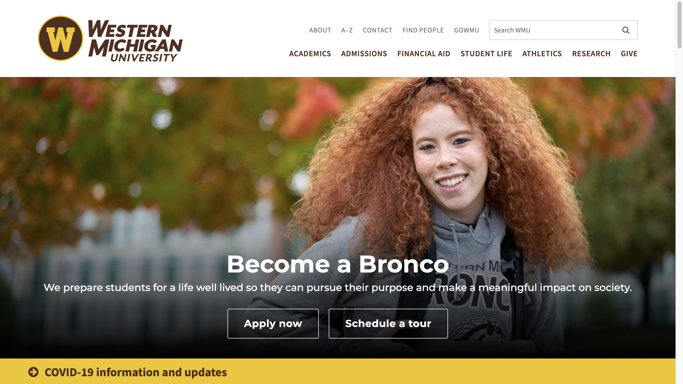 W
WESTERN
MICHIGAN
UNIVERSITY
ABOUT A–Z CONTACT FIND PEOPLE GOWMU Search WMU
ACADEMICS ADMISSIONS FINANCIAL AID STUDENT LIFE ATHLETICS RESEARCH GIVE
Become a Bronco
We prepare students for a life well lived so they can pursue their purpose and make a meaningful impact on society.
Apply now Schedule a tour
COVID-19 information and updates